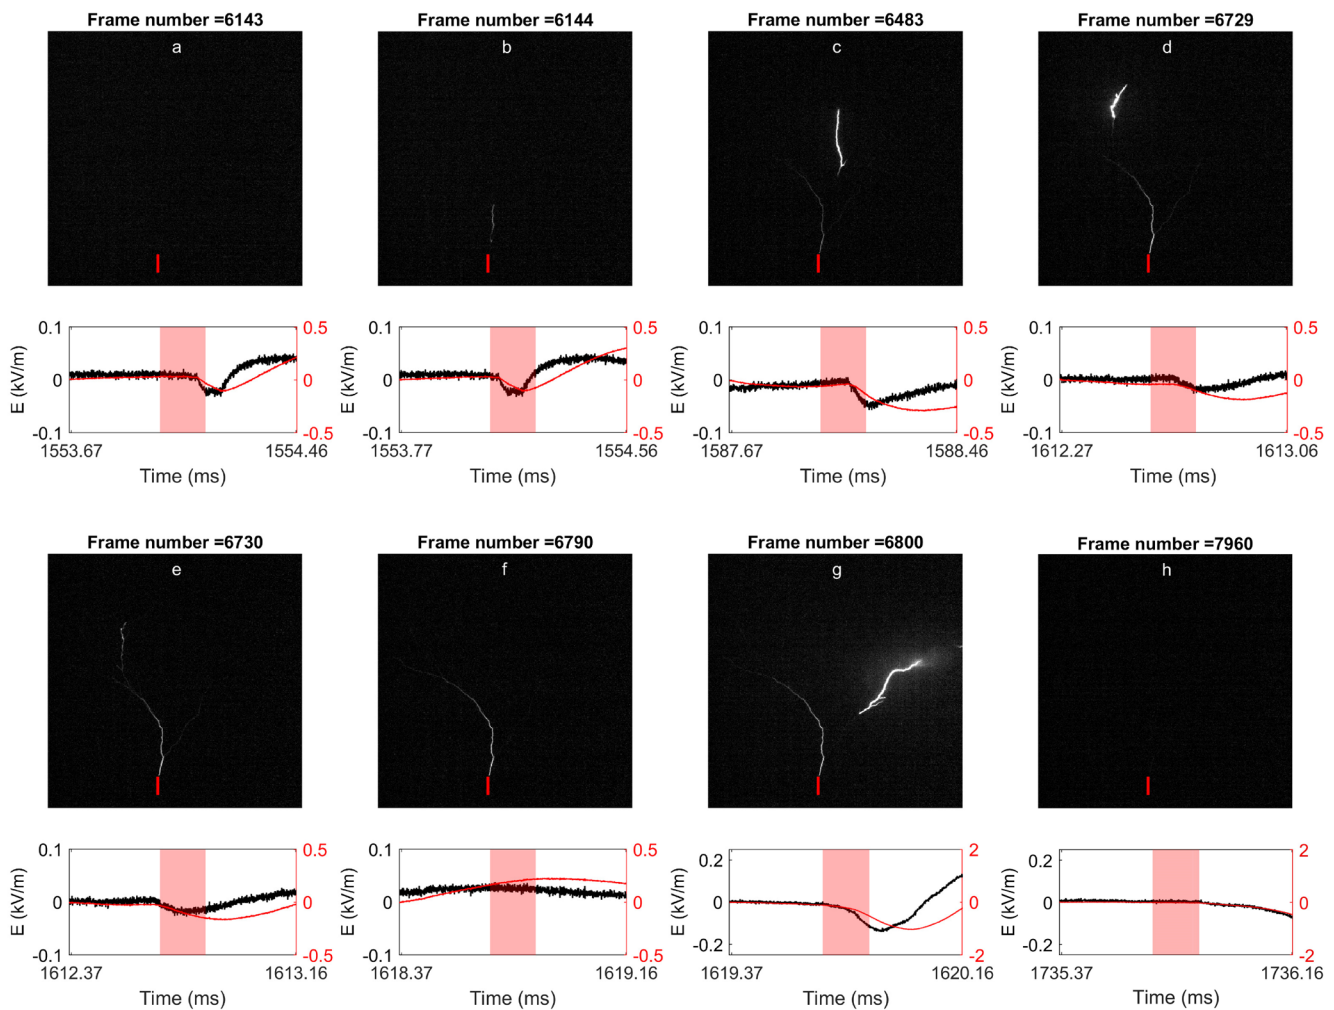 Frame number =6143
Frame number =6144
Frame number =6483
Frame number =6729
a
b
c
d
0.1
0
-0.1
E (kV/m)
0.5
0
-0.5
1553.67
1554.46
Time (ms)
0.1
0
-0.1
E (kV/m)
0.5
0
-0.5
1553.77
1554.56
Time (ms)
0.1
0
-0.1
E (kV/m)
0.5
0
-0.5
1587.67
1588.46
Time (ms)
0.1
0
-0.1
E (kV/m)
0.5
0
-0.5
1612.27
1613.06
Time (ms)
Frame number =6730
Frame number =6790
Frame number =6800
Frame number =7960
e
f
g
h
0.1
0
-0.1
E (kV/m)
0.5
0
-0.5
1612.37
1613.16
Time (ms)
0.1
0
-0.1
E (kV/m)
0.5
0
-0.5
1618.37
1619.16
Time (ms)
0.2
0
-0.2
E (kV/m)
2
0
-2
1619.37
1620.16
Time (ms)
0.2
0
-0.2
E (kV/m)
2
0
-2
1735.37
1736.16
Time (ms)